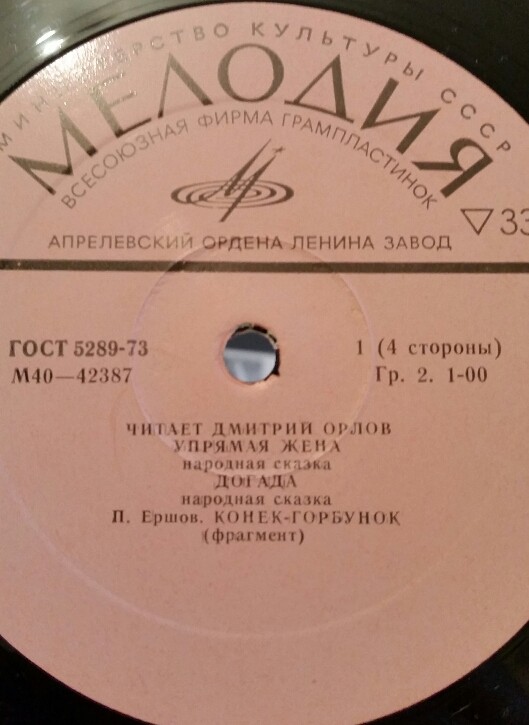 МИНИСТЕРСТВО КУЛЬТУРЫ СССР
МЕЛОДИЯ
ВСЕСОЮЗНАЯ ФИРМА ГРАМПЛАСТИНОК
АПРЕЛЕВСКИЙ ОРДЕНА ЛЕНИНА ЗАВОД
33
ГОСТ 5289-73
М40—42387
1 (4 стороны)
Гр. 2. 1-00
ЧИТАЕТ ДМИТРИЙ ОРЛОВ
УПРЯМАЯ ЖЕНА
народная сказка
ДОГАДА
народная сказка
П. Ершов. КОНЕК-ГОРБУНОК
(фрагмент)